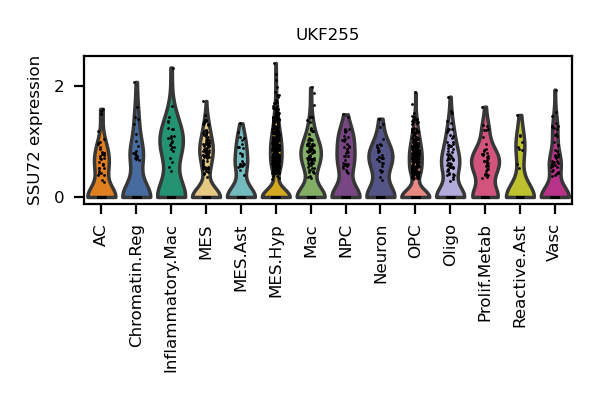 UKF255
SSU72 expression
2
0
AC
Chromatin.Reg
Inflammatory.Mac
MES
MES.Ast
MES.Hyp
Mac
NPC
Neuron
OPC
Oligo
Prolif.Metab
Reactive.Ast
Vasc